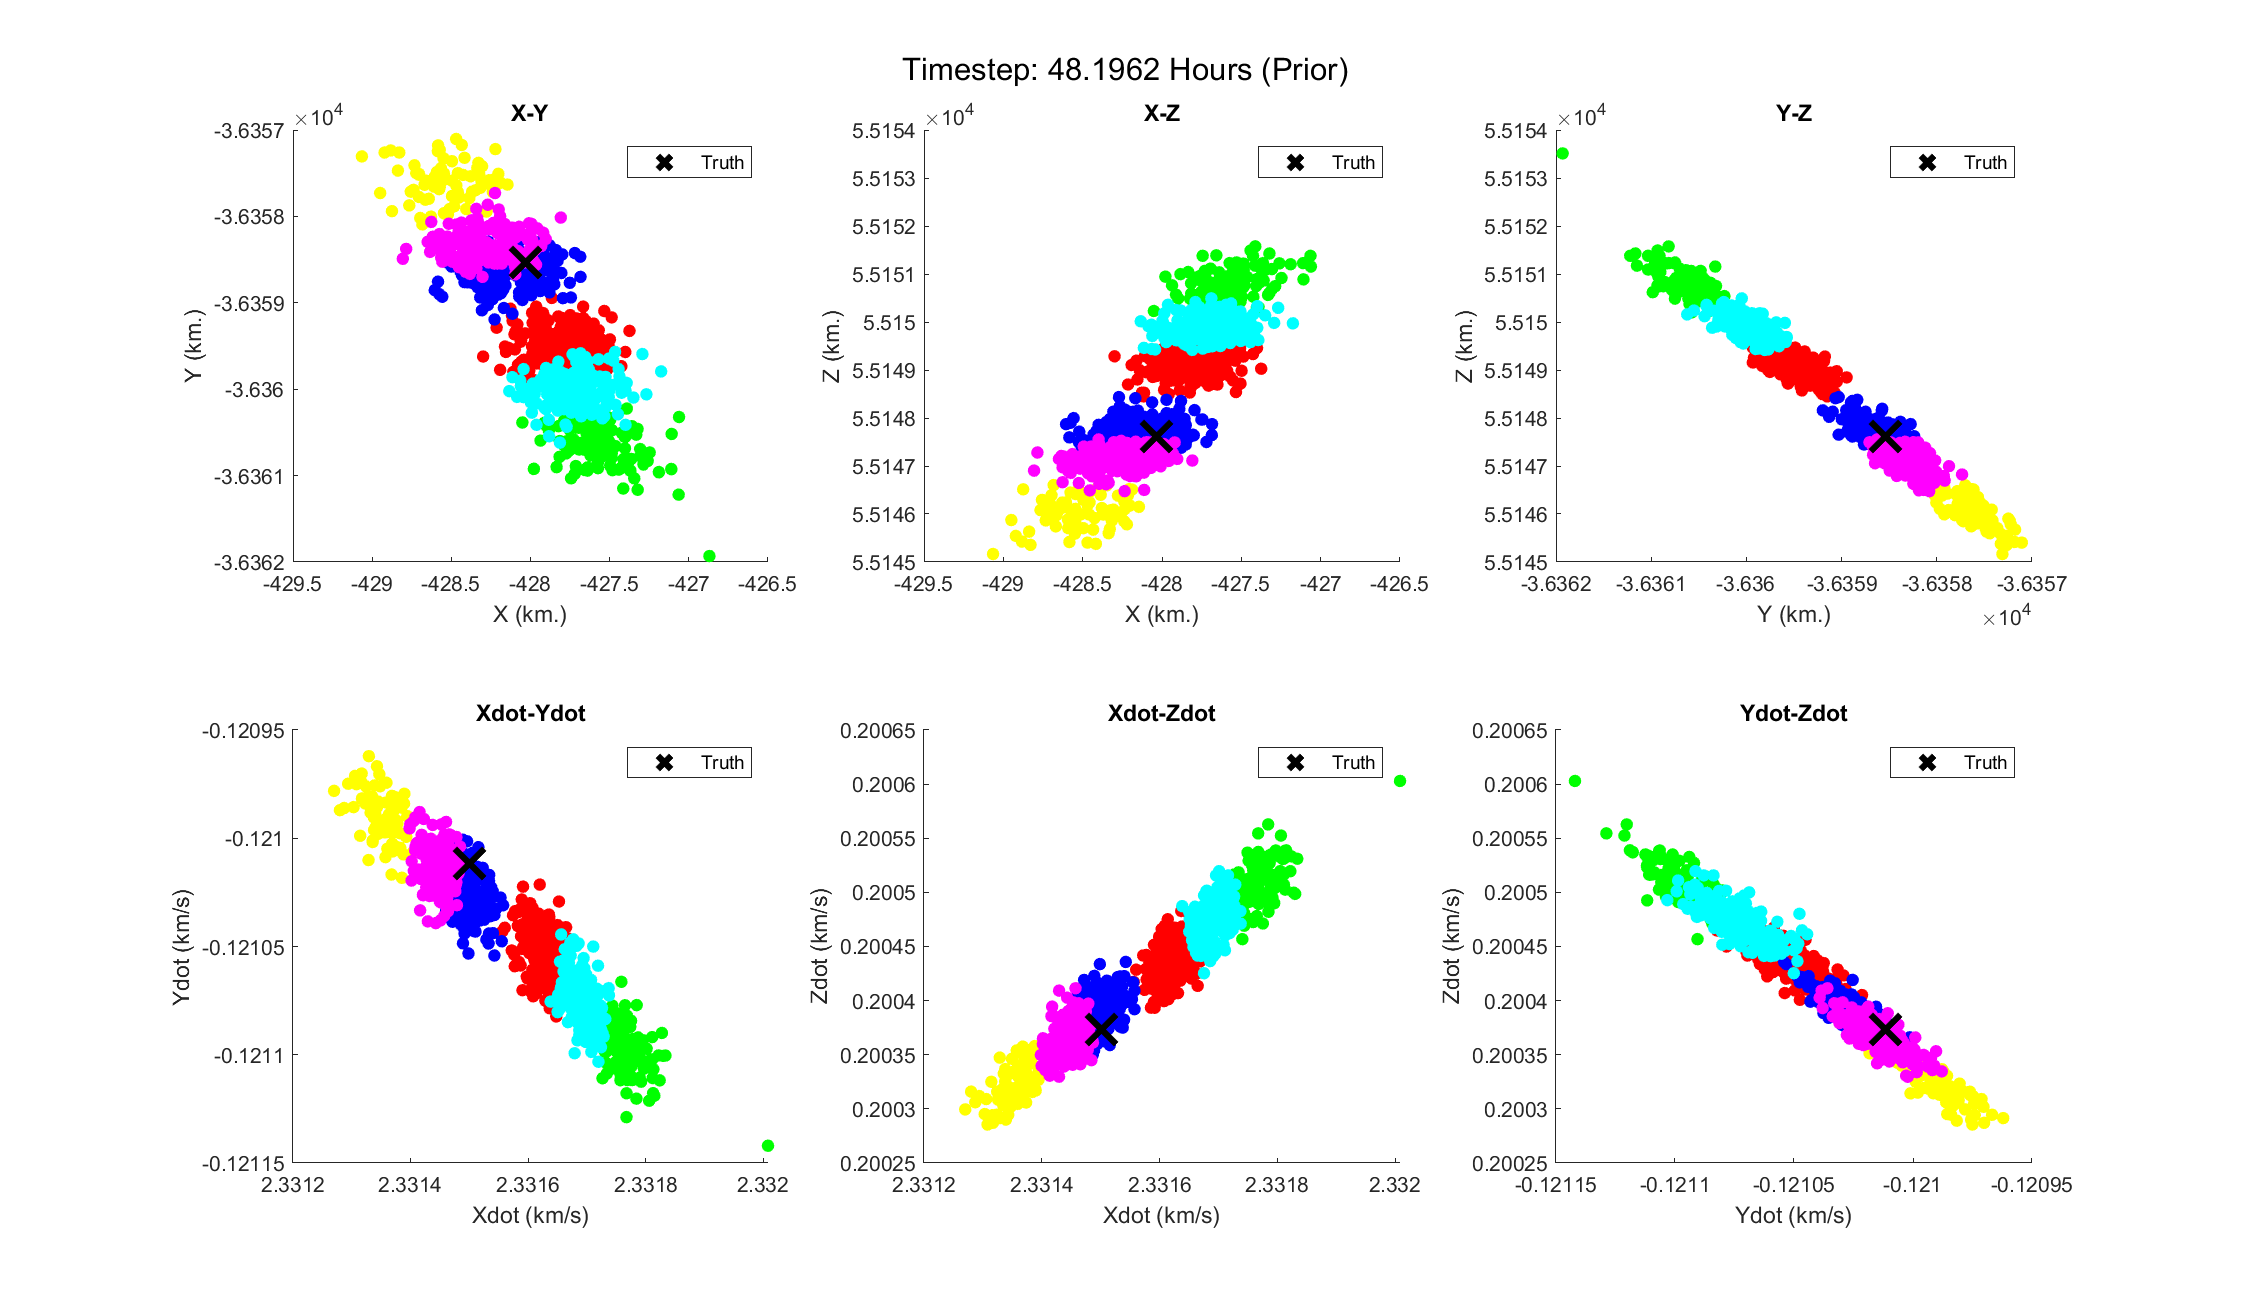 Timestep: 48.1962 Hours (Prior)
X-Y
×10^4
-3.6357
-3.6358
-3.6359
-3.636
-3.6361
-3.6362
Y (km.)
-429.5 -429 -428.5 -428 -427.5 -427 -426.5
X (km.)
Truth
X-Z
×10^4
5.5154
5.5153
5.5152
5.5151
5.515
5.5149
5.5148
5.5147
5.5146
5.5145
Z (km.)
-429.5 -429 -428.5 -428 -427.5 -427 -426.5
X (km.)
Truth
Y-Z
×10^4
5.5154
5.5153
5.5152
5.5151
5.515
5.5149
5.5148
5.5147
5.5146
5.5145
Z (km.)
-3.6362 -3.6361 -3.636 -3.6359 -3.6358 -3.6357
Y (km.)
×10^4
Truth
Xdot-Ydot
-0.12095
-0.121
-0.12105
-0.1211
-0.12115
Ydot (km/s)
2.3312 2.3314 2.3316 2.3318 2.332
Xdot (km/s)
Truth
Xdot-Zdot
0.20065
0.2006
0.20055
0.2005
0.20045
0.2004
0.20035
0.2003
0.20025
Zdot (km/s)
2.3312 2.3314 2.3316 2.3318 2.332
Xdot (km/s)
Truth
Ydot-Zdot
0.20065
0.2006
0.20055
0.2005
0.20045
0.2004
0.20035
0.2003
0.20025
Zdot (km/s)
-0.12115 -0.1211 -0.12105 -0.121 -0.12095
Ydot (km/s)
Truth